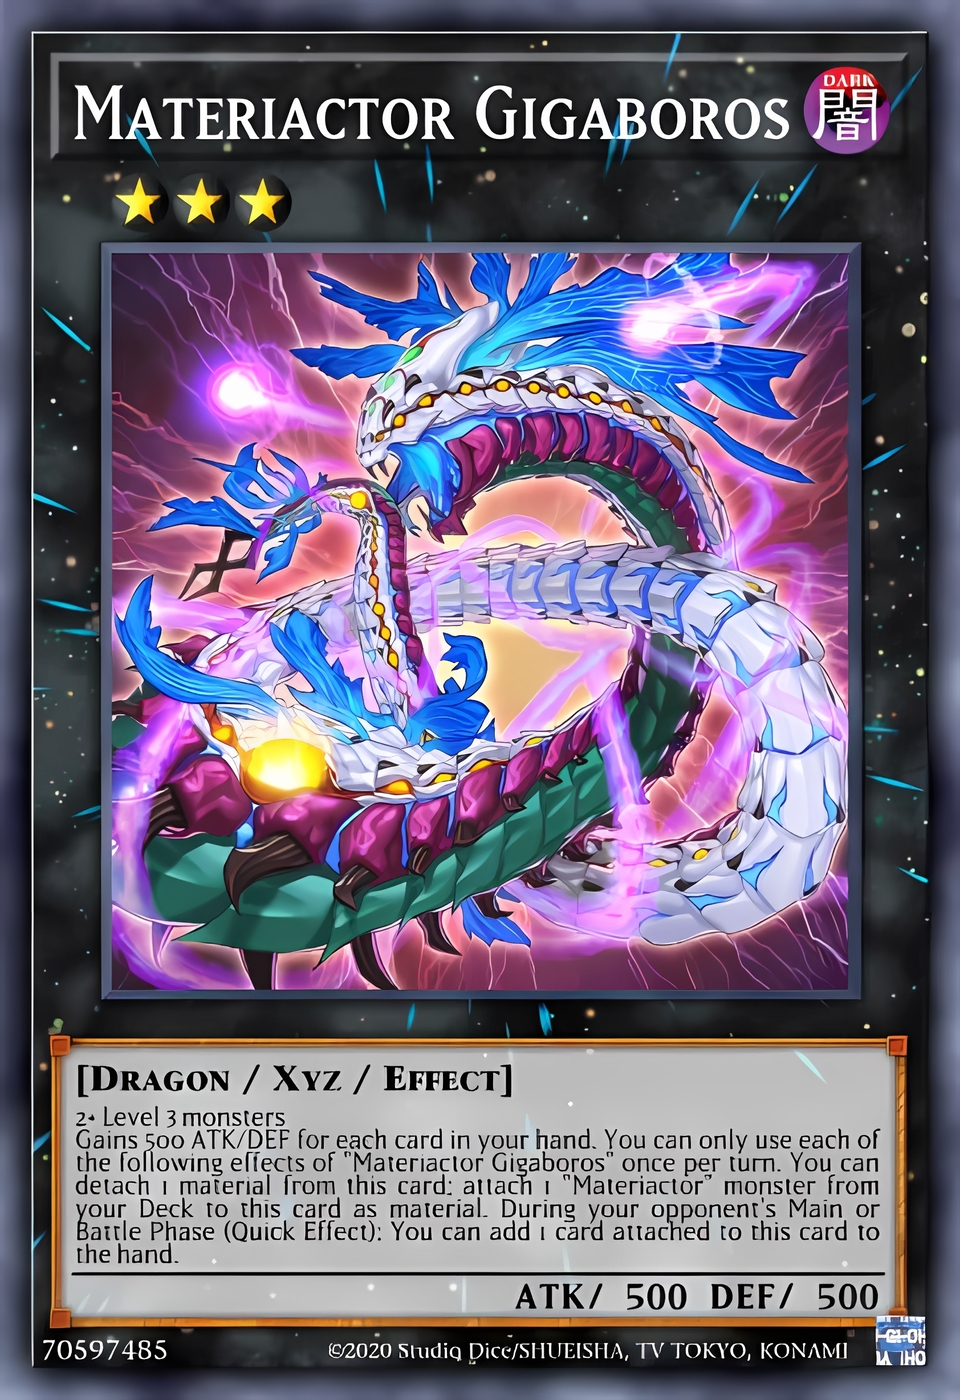 MATERIACTOR GIGABOROS
DARK
闇
[DRAGON / XYZ / EFFECT]
2+ Level 3 monsters
Gains 500 ATK/DEF for each card in your hand. You can only use each of
the following effects of "Materiactor Gigaboros" once per turn. You can
detach 1 material from this card; attach 1 "Materiactor" monster from
your Deck to this card as material. During your opponent's Main or
Battle Phase (Quick Effect): You can add 1 card attached to this card to
the hand.
ATK/ 500 DEF/ 500
70597485
©2020 Studio Dice/SHUEISHA, TV TOKYO, KONAMI